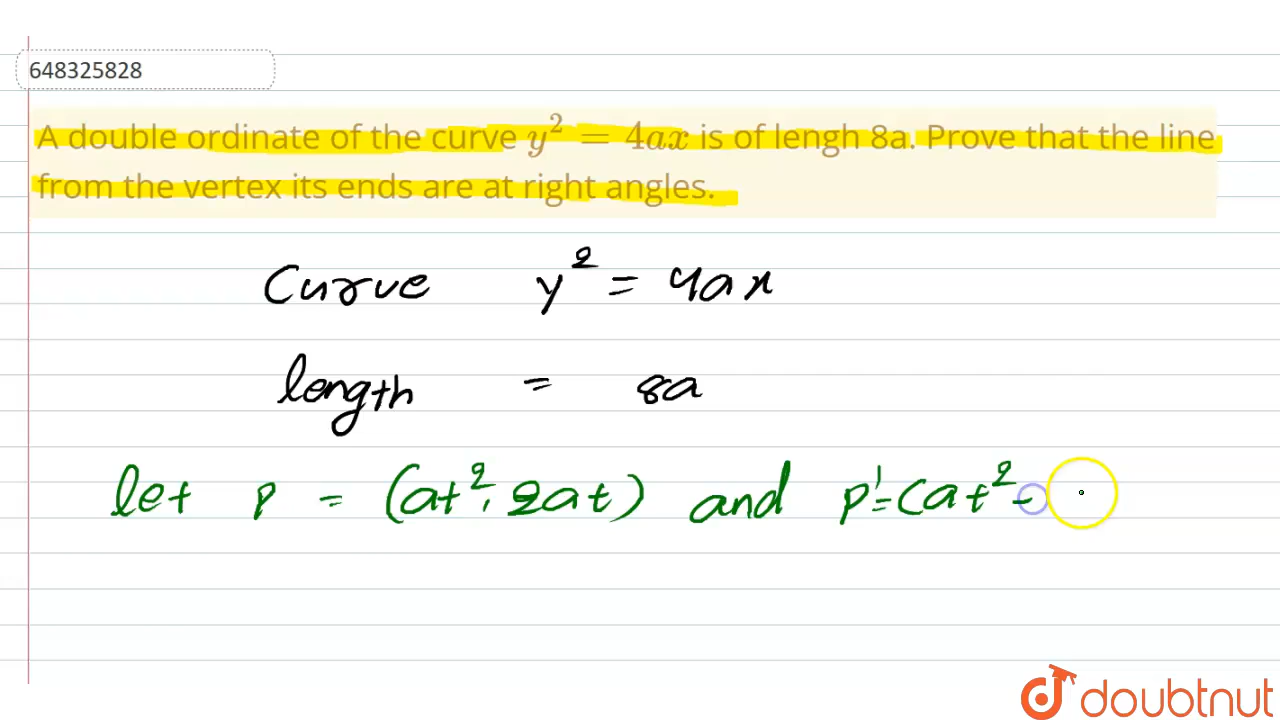 648325828
A double ordinate of the curve y² = 4ax is of lengh 8a. Prove that the line
from the vertex its ends are at right angles.
Curve y² = 4ax
length = 8a
let p = (at², 2at) and p' = (at² -
doubtnut